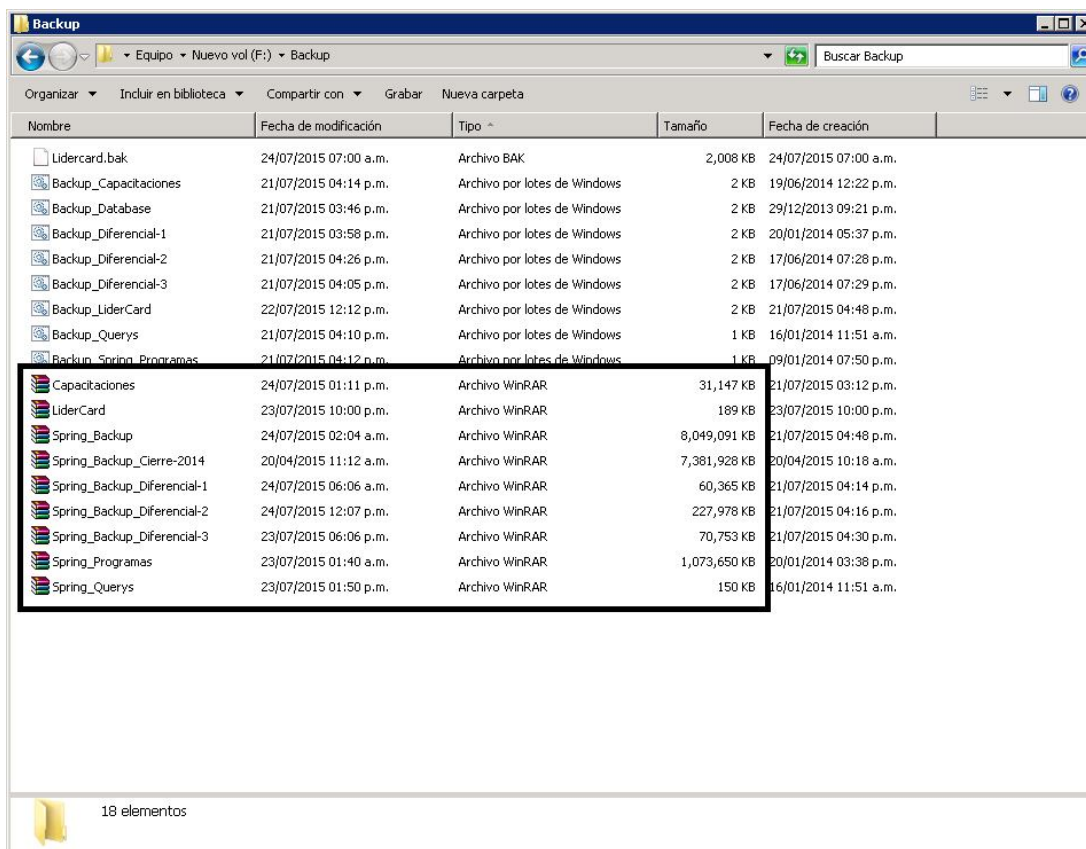 Backup
Equipo Nuevo vol (F:) Backup Buscar Backup
Organizar Incluir en biblioteca Compartir con Grabar Nueva carpeta
Nombre Fecha de modificación Tipo Tamaño Fecha de creación
Lidercard.bak 24/07/2015 07:00 a.m. Archivo BAK 2,008 KB 24/07/2015 07:00 a.m.
Backup_Capacitaciones 21/07/2015 04:14 p.m. Archivo por lotes de Windows 2 KB 19/06/2014 12:22 p.m.
Backup_Database 21/07/2015 03:46 p.m. Archivo por lotes de Windows 2 KB 29/12/2013 09:21 p.m.
Backup_Diferencial-1 21/07/2015 03:58 p.m. Archivo por lotes de Windows 2 KB 20/01/2014 05:37 p.m.
Backup_Diferencial-2 21/07/2015 04:26 p.m. Archivo por lotes de Windows 2 KB 17/06/2014 07:28 p.m.
Backup_Diferencial-3 21/07/2015 04:05 p.m. Archivo por lotes de Windows 2 KB 17/06/2014 07:29 p.m.
Backup_LiderCard 22/07/2015 12:12 p.m. Archivo por lotes de Windows 2 KB 21/07/2015 04:48 p.m.
Backup_Querys 21/07/2015 04:10 p.m. Archivo por lotes de Windows 1 KB 16/01/2014 11:51 a.m.
Backup_Spring_Programas 21/07/2015 04:12 p.m. Archivo por lotes de Windows 1 KB 09/01/2014 07:50 p.m.
Capacitaciones 24/07/2015 01:11 p.m. Archivo WinRAR 31,147 KB 21/07/2015 03:12 p.m.
LiderCard 23/07/2015 10:00 p.m. Archivo WinRAR 189 KB 23/07/2015 10:00 p.m.
Spring_Backup 24/07/2015 02:04 a.m. Archivo WinRAR 8,049,091 KB 21/07/2015 04:48 p.m.
Spring_Backup_Cierre-2014 20/04/2015 11:12 a.m. Archivo WinRAR 7,381,928 KB 20/04/2015 10:18 a.m.
Spring_Backup_Diferencial-1 24/07/2015 06:06 a.m. Archivo WinRAR 60,365 KB 21/07/2015 04:14 p.m.
Spring_Backup_Diferencial-2 24/07/2015 12:07 p.m. Archivo WinRAR 227,978 KB 21/07/2015 04:16 p.m.
Spring_Backup_Diferencial-3 23/07/2015 06:06 p.m. Archivo WinRAR 70,753 KB 21/07/2015 04:30 p.m.
Spring_Programas 23/07/2015 01:40 a.m. Archivo WinRAR 1,073,650 KB 20/01/2014 03:38 p.m.
Spring_Querys 23/07/2015 01:50 p.m. Archivo WinRAR 150 KB 16/01/2014 11:51 a.m.
18 elementos